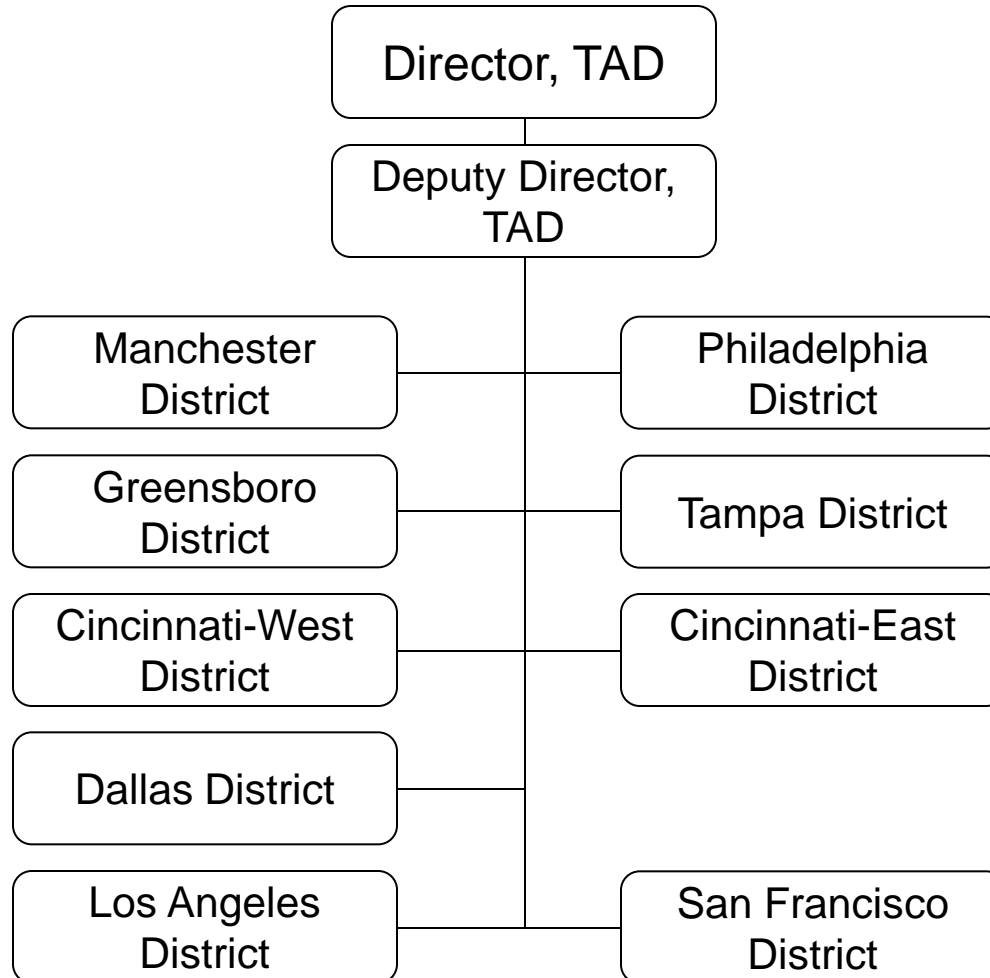 Director, TAD
Deputy Director,
TAD
Manchester
District
Philadelphia
District
Greensboro
District
Tampa District
Cincinnati-West
District
Cincinnati-East
District
Dallas District
Los Angeles
District
San Francisco
District